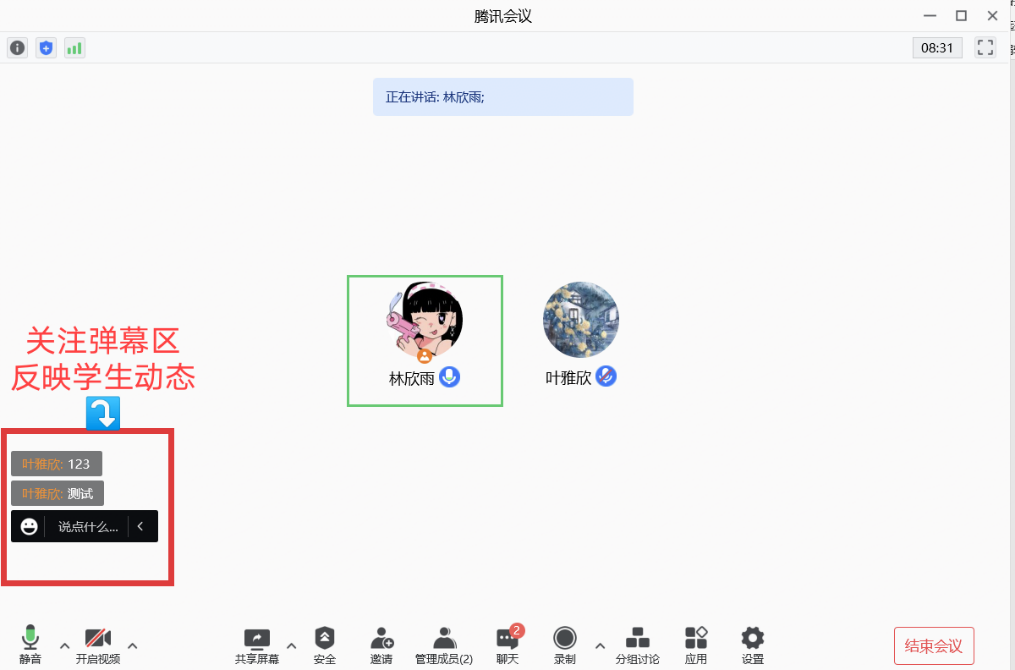 腾讯会议
08:31
正在讲话: 林欣雨;
林欣雨
叶雅欣
关注弹幕区
反映学生动态
叶雅欣: 123
叶雅欣: 测试
说点什么...
静音
开启视频
共享屏幕
安全
邀请
管理成员(2)
2
聊天
录制
分组讨论
应用
设置
结束会议